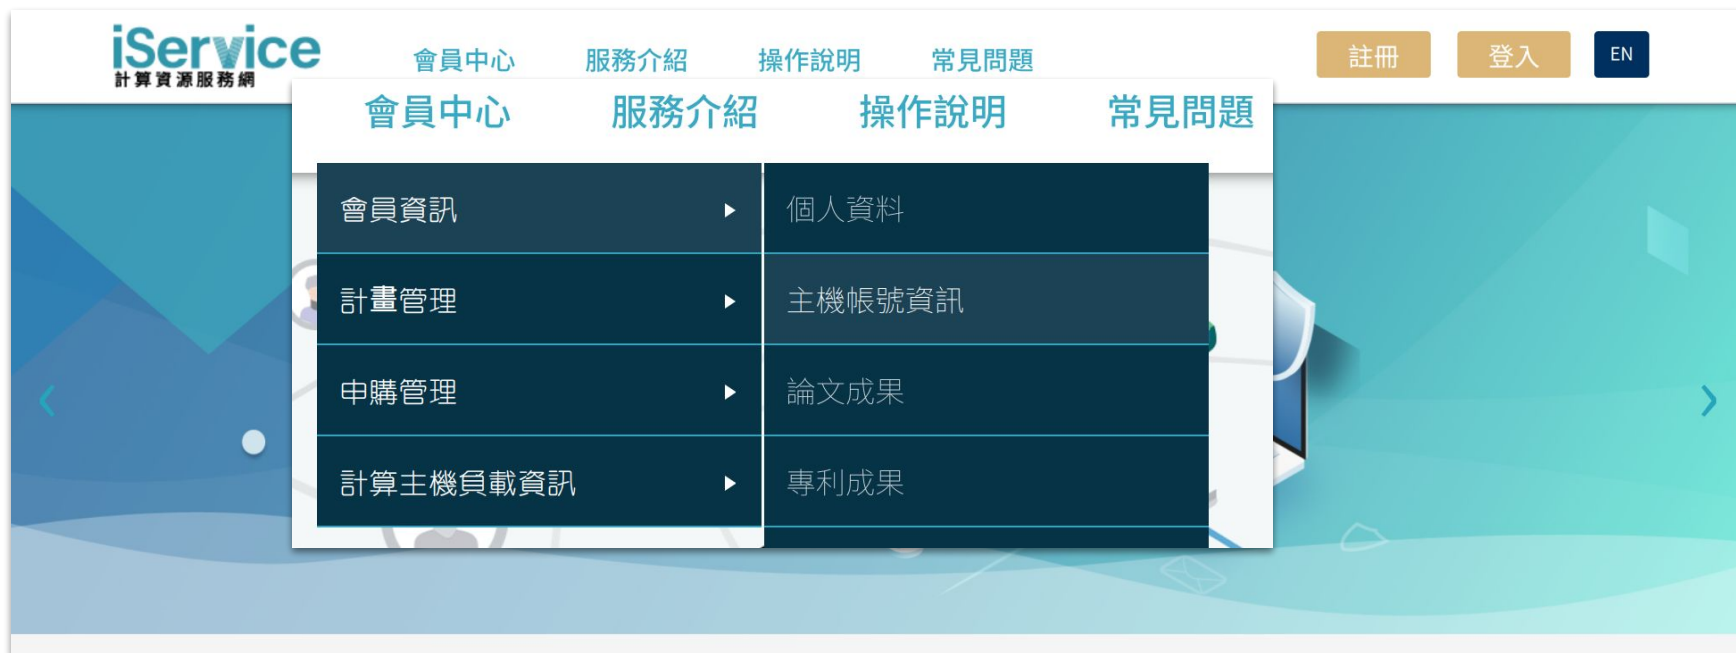 iService
計算資源服務網
會員中心 服務介紹 操作說明 常見問題
註冊 登入 EN
會員中心 服務介紹 操作說明 常見問題
會員資訊
個人資料
計畫管理
主機帳號資訊
申購管理
論文成果
計算主機負載資訊
專利成果